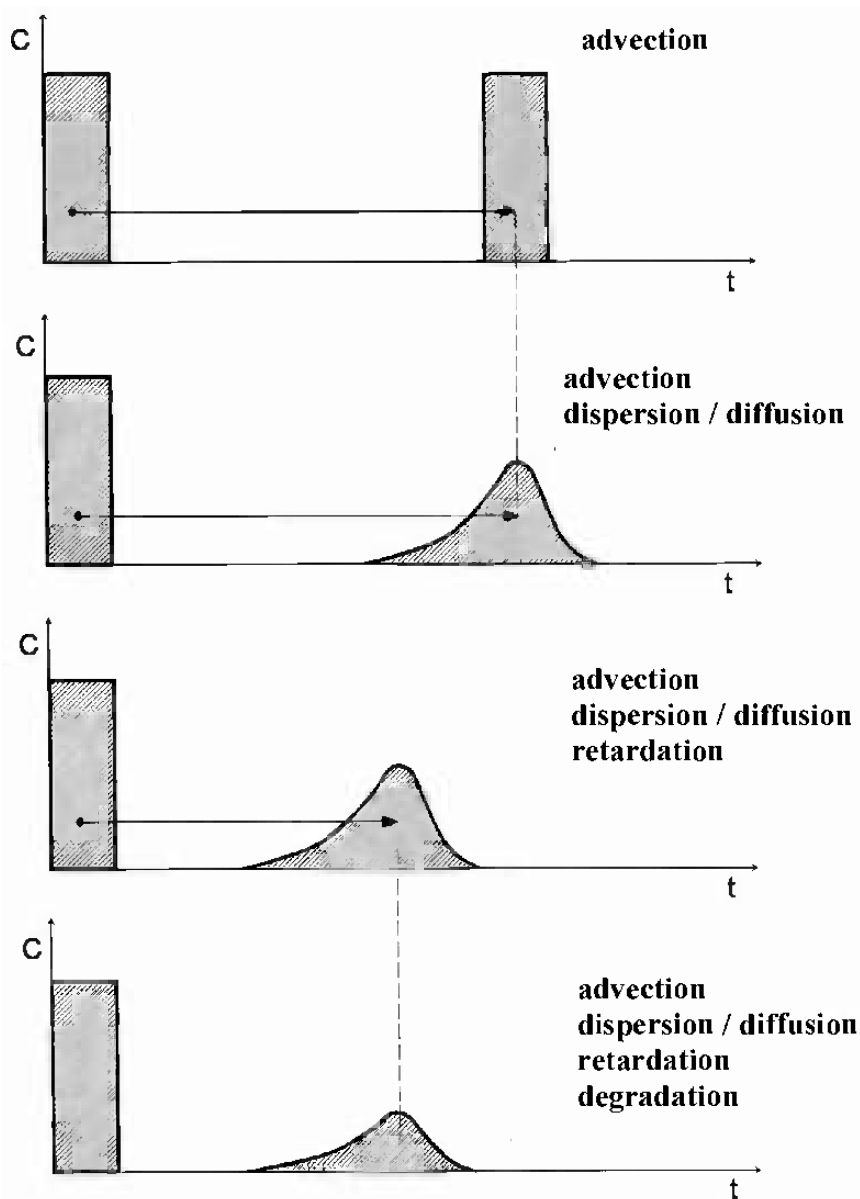 C
advection
t
C
advection
dispersion / diffusion
t
C
advection
dispersion / diffusion
retardation
t
C
advection
dispersion / diffusion
retardation
degradation
t